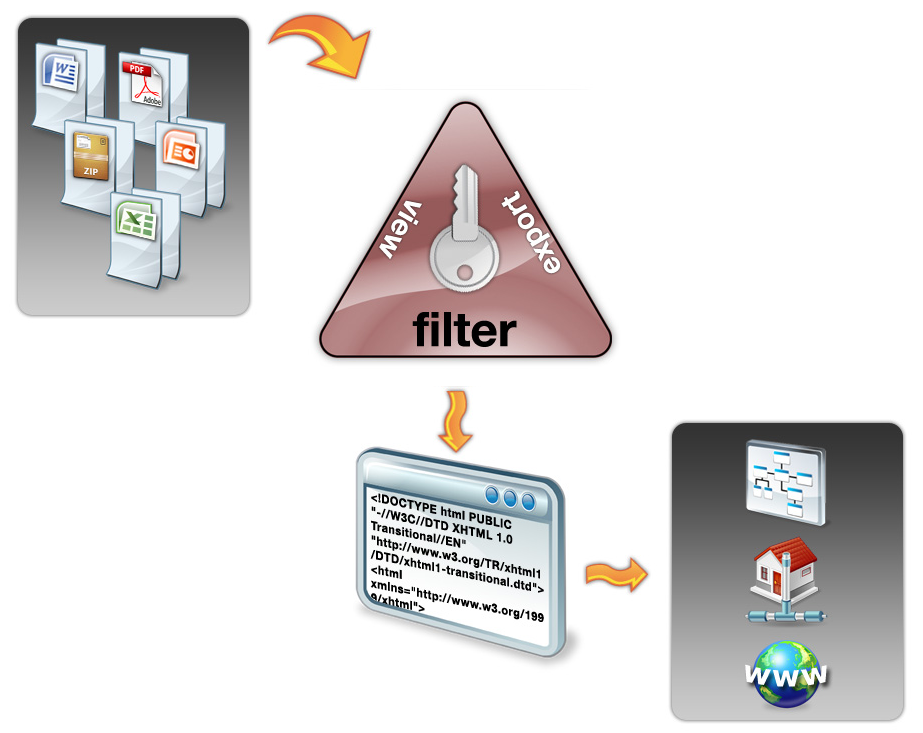 W
PDF
Adobe
ZIP
X
view
export
filter
<!DOCTYPE html PUBLIC
"-//W3C//DTD XHTML 1.0
Transitional//EN"
"http://www.w3.org/TR/xhtml1
/DTD/xhtml1-transitional.dtd">
<html
xmlns="http://www.w3.org/199
9/xhtml">
www